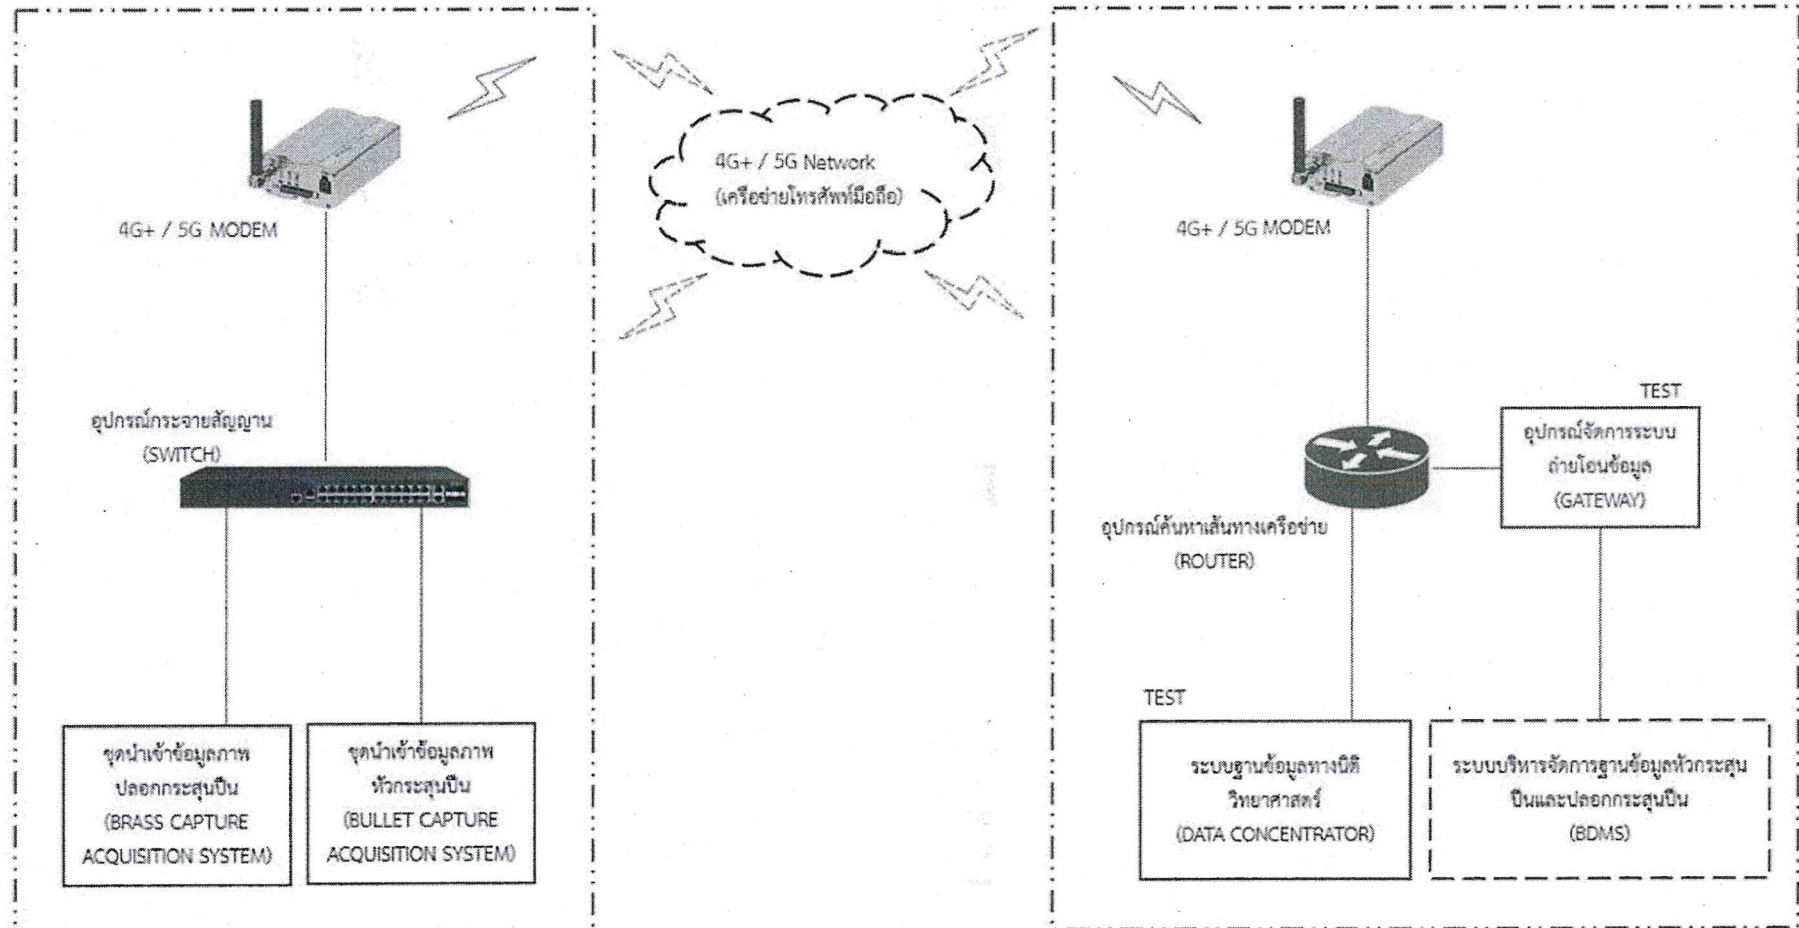 4G+ / 5G MODEM
อุปกรณ์กระจายสัญญาน
(SWITCH)
ชุดนำเข้าข้อมูลภาพ
ปลอกกระสุนปืน
(BRASS CAPTURE
ACQUISITION SYSTEM)
ชุดนำเข้าข้อมูลภาพ
หัวกระสุนปืน
(BULLET CAPTURE
ACQUISITION SYSTEM)
4G+ / 5G Network
(เครือข่ายโทรศัพท์มือถือ)
4G+ / 5G MODEM
TEST
อุปกรณ์จัดการระบบ
ถ่ายโอนข้อมูล
(GATEWAY)
อุปกรณ์ค้นหาเส้นทางเครือข่าย
(ROUTER)
TEST
ระบบฐานข้อมูลทางนิติ
วิทยาศาสตร์
(DATA CONCENTRATOR)
ระบบบริหารจัดการฐานข้อมูลหัวกระสุน
ปืนและปลอกกระสุนปืน
(BDMS)